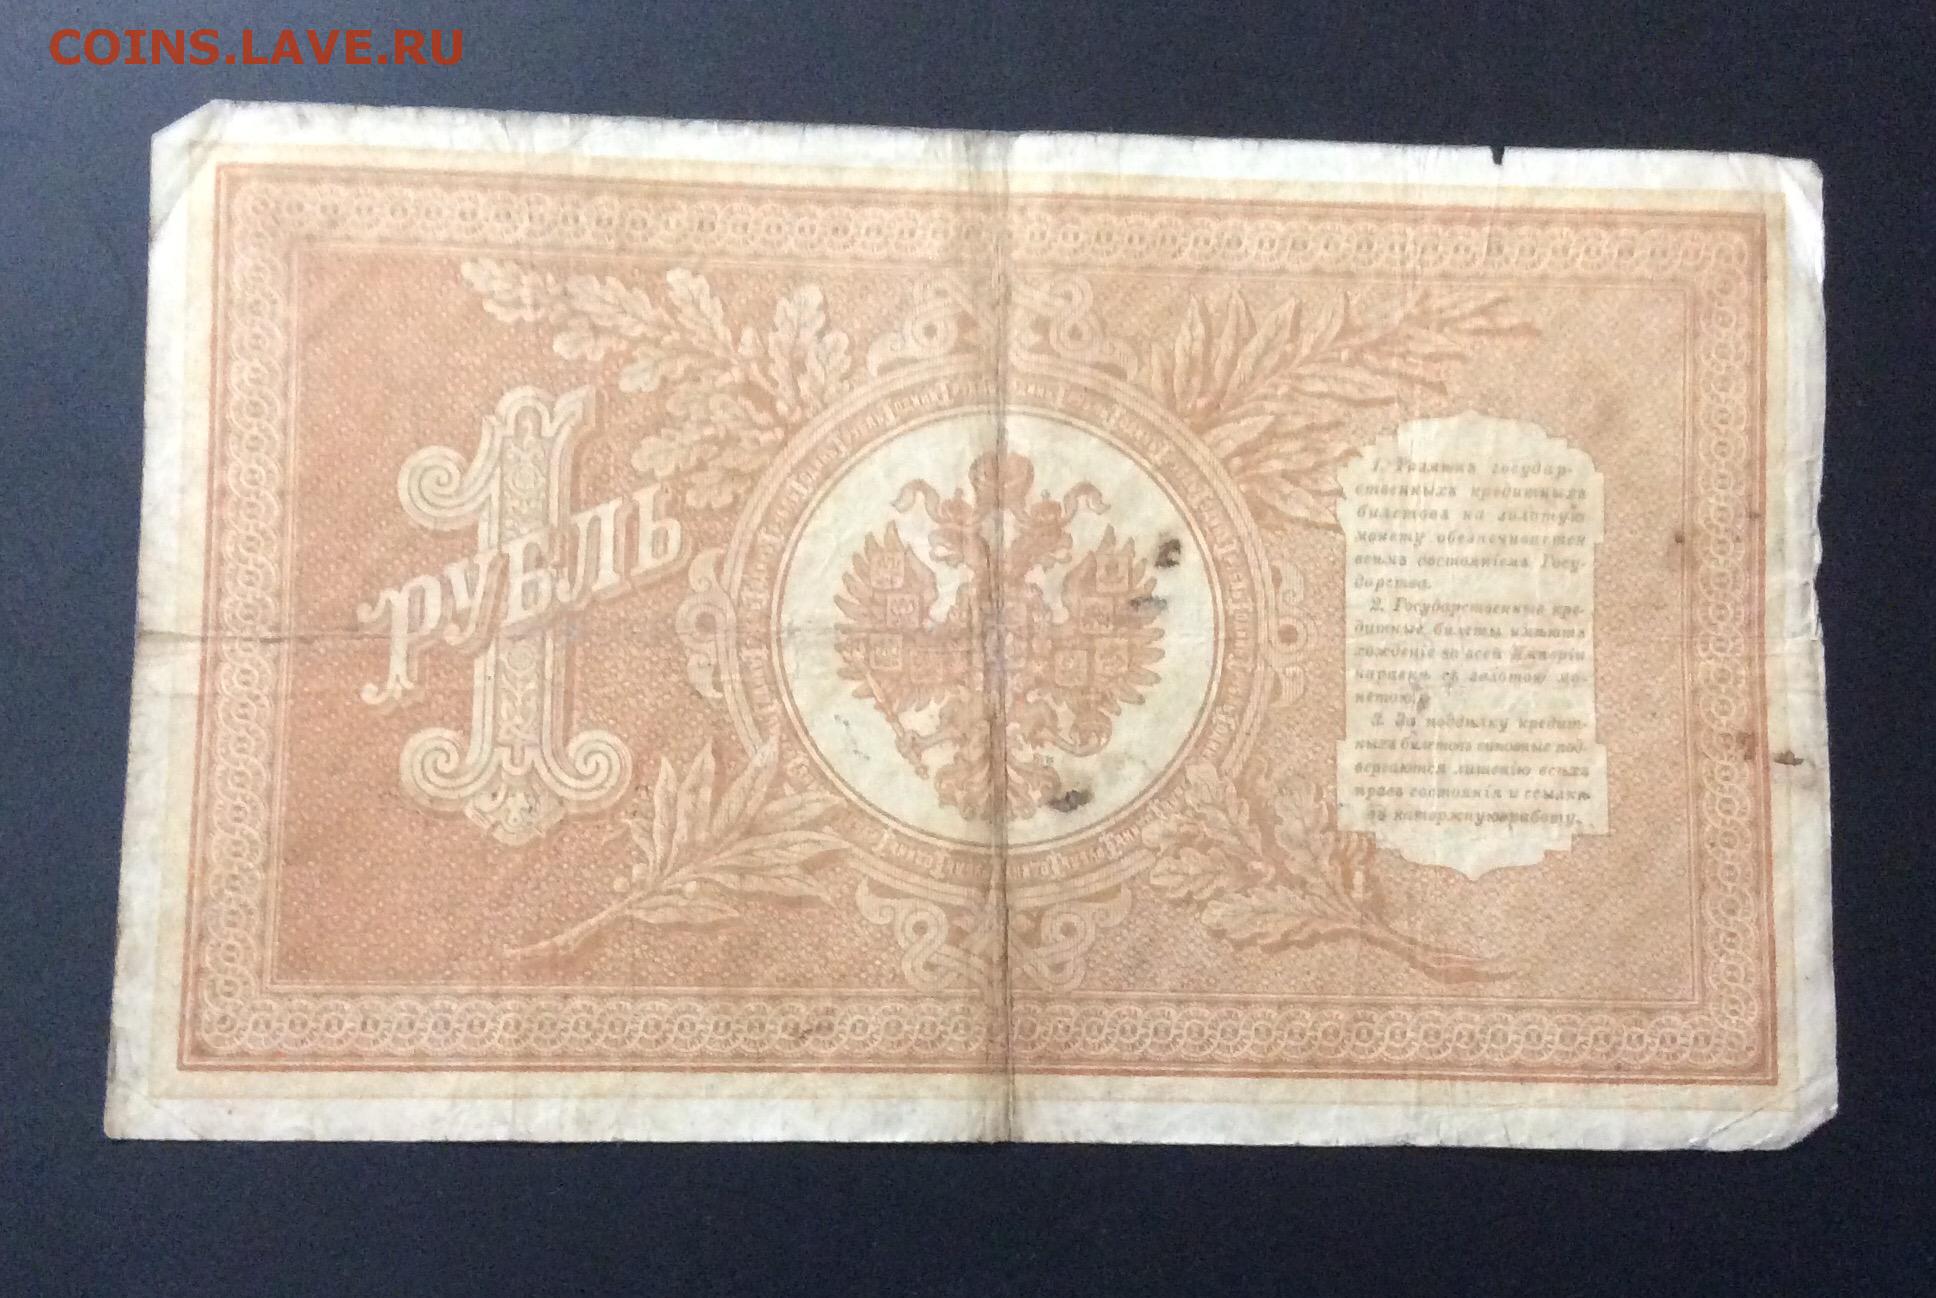 COINS.LAVE.RU
1
РУБЛЬ
1. Размѣнъ государ-
ственныхъ кредитныхъ
билетовъ на золотую
монету обезпечивается
всѣмъ достояніемъ Госу-
дарства.
2. Государственные кре-
дитные билеты имѣютъ
хожденіе во всей Имперіи
наравнѣ съ золотою мо-
нетою.
3. За поддѣлку кредит-
ныхъ билетовъ виновные под-
вергаются лишенію всѣхъ
правъ состоянія и ссылкѣ
въ каторжную работу.